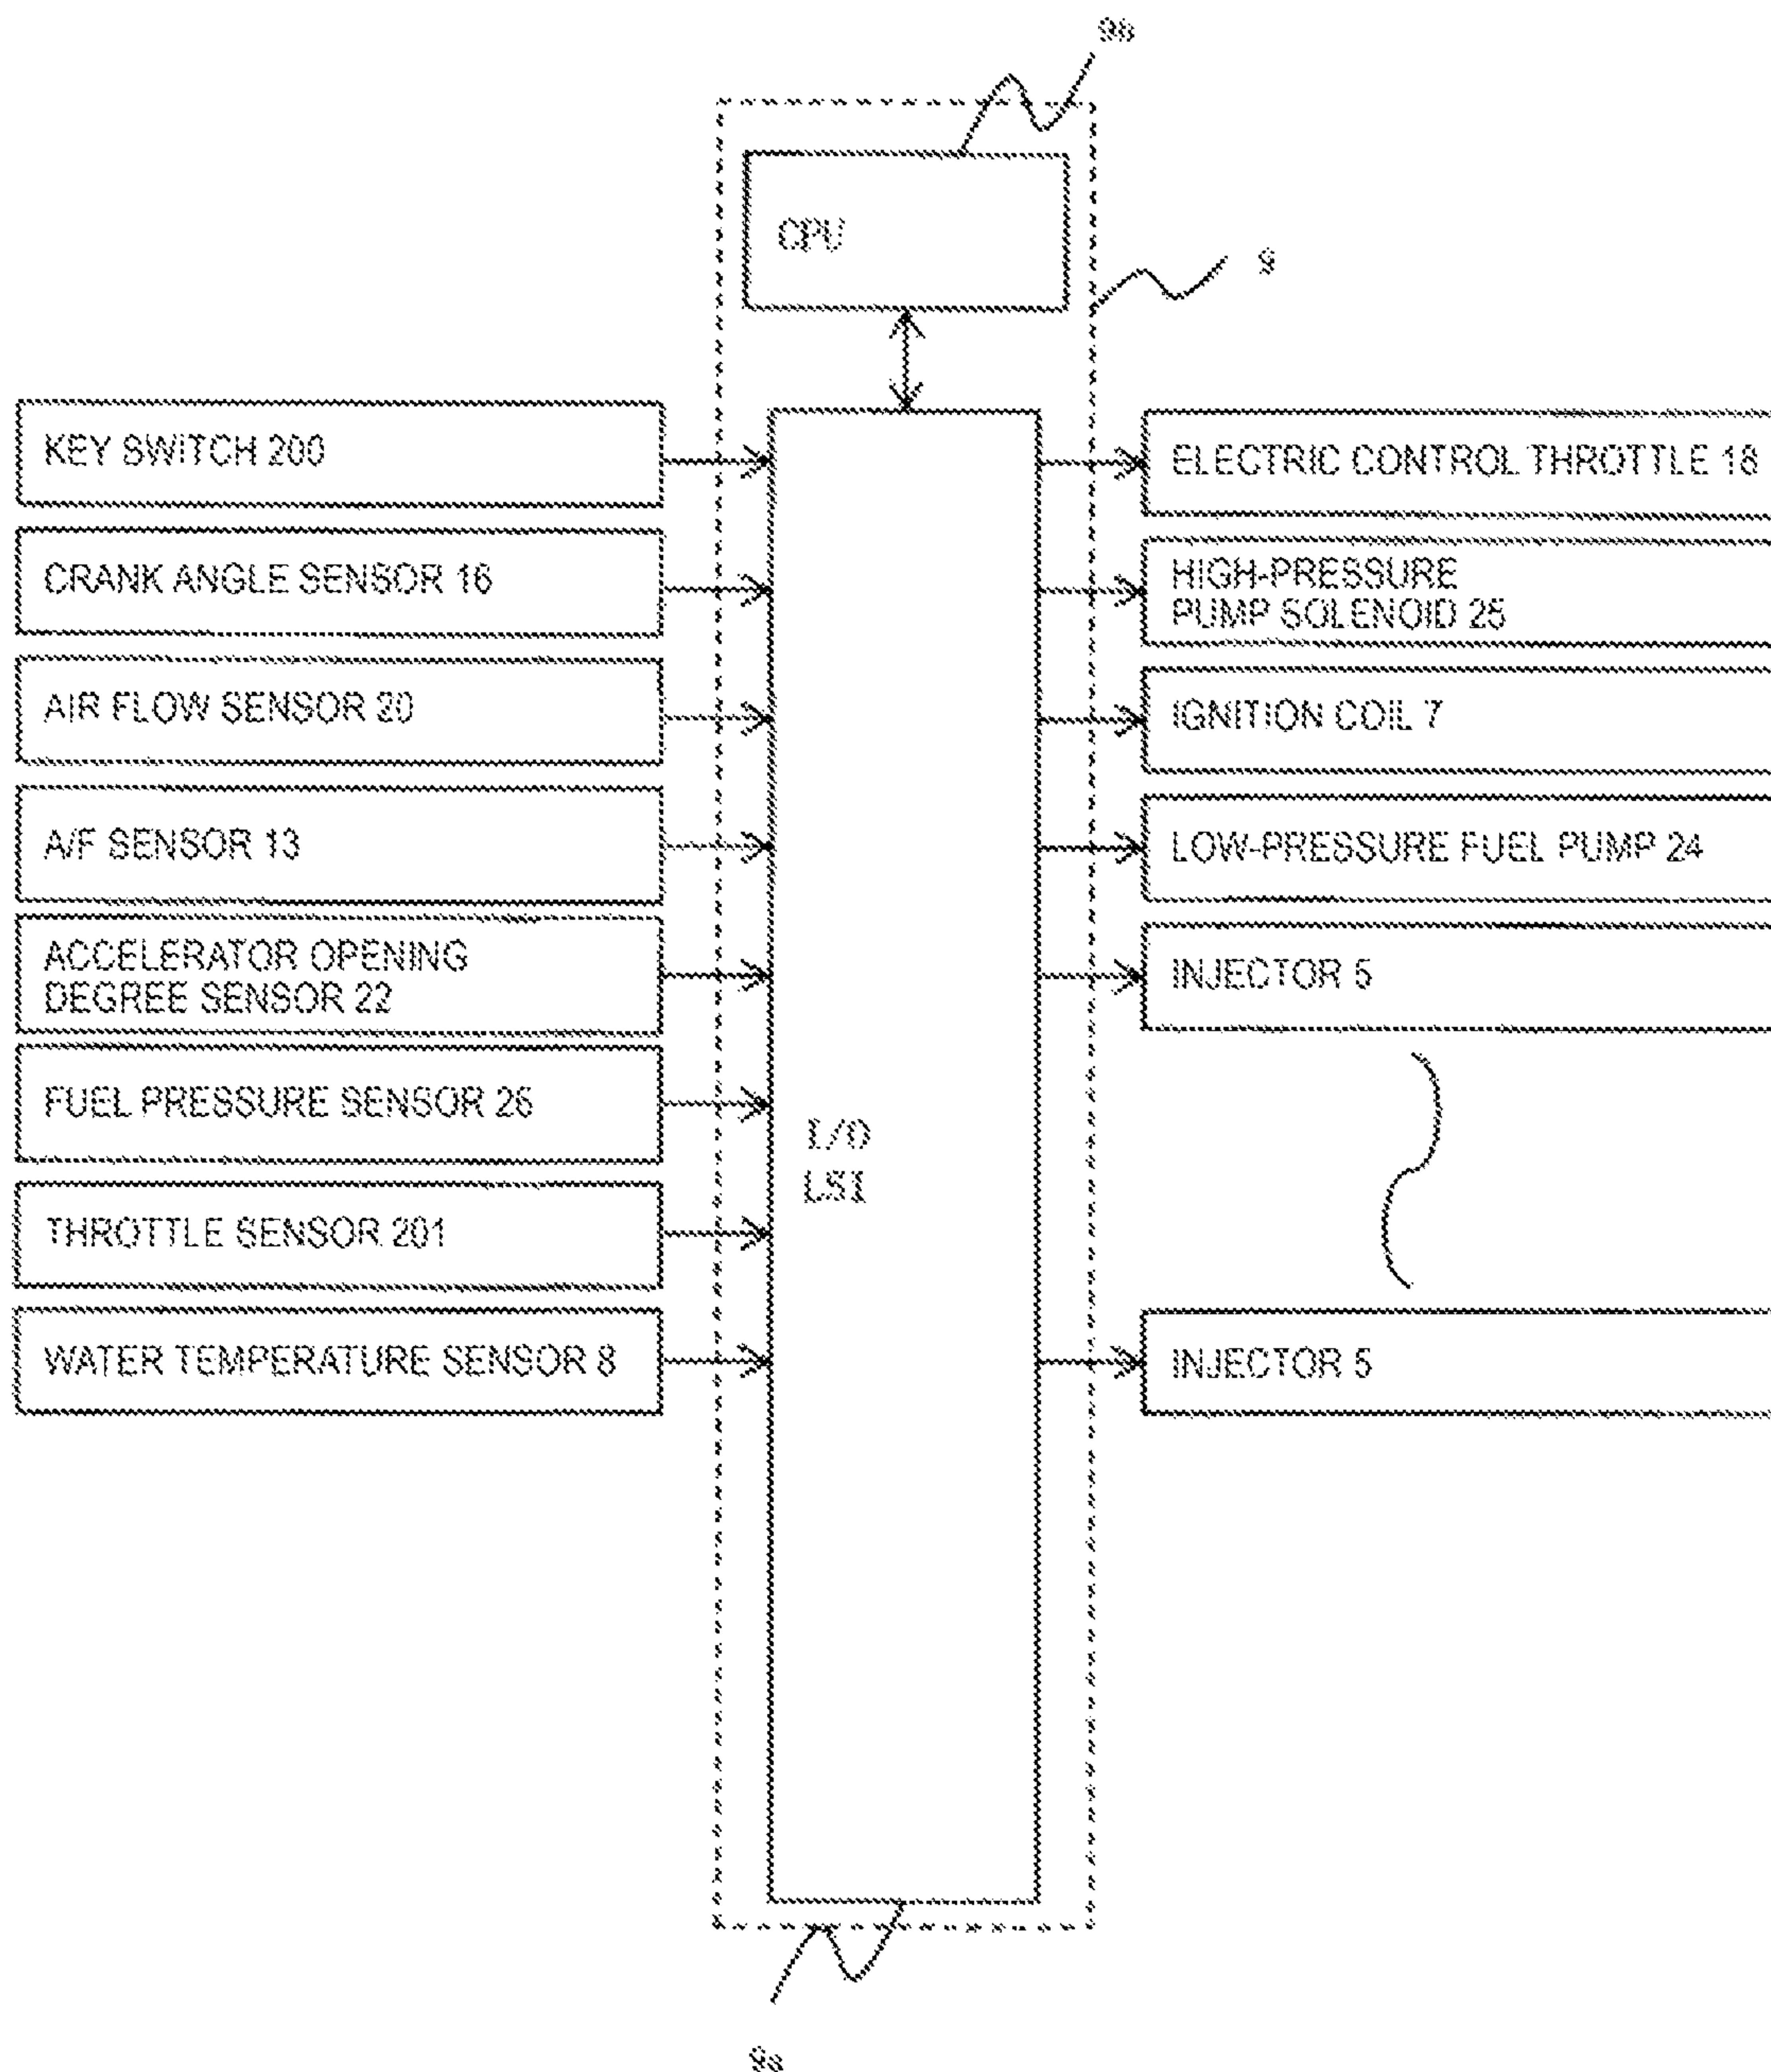 9b
CPU
9
KEY SWITCH 200
CRANK ANGLE SENSOR 16
AIR FLOW SENSOR 20
A/F SENSOR 13
ACCELERATOR OPENING
DEGREE SENSOR 22
FUEL PRESSURE SENSOR 26
THROTTLE SENSOR 201
WATER TEMPERATURE SENSOR 8
I/O
LSI
ELECTRIC CONTROL THROTTLE 18
HIGH-PRESSURE
PUMP SOLENOID 25
IGNITION COIL 7
LOW-PRESSURE FUEL PUMP 24
INJECTOR 5
INJECTOR 5
9a